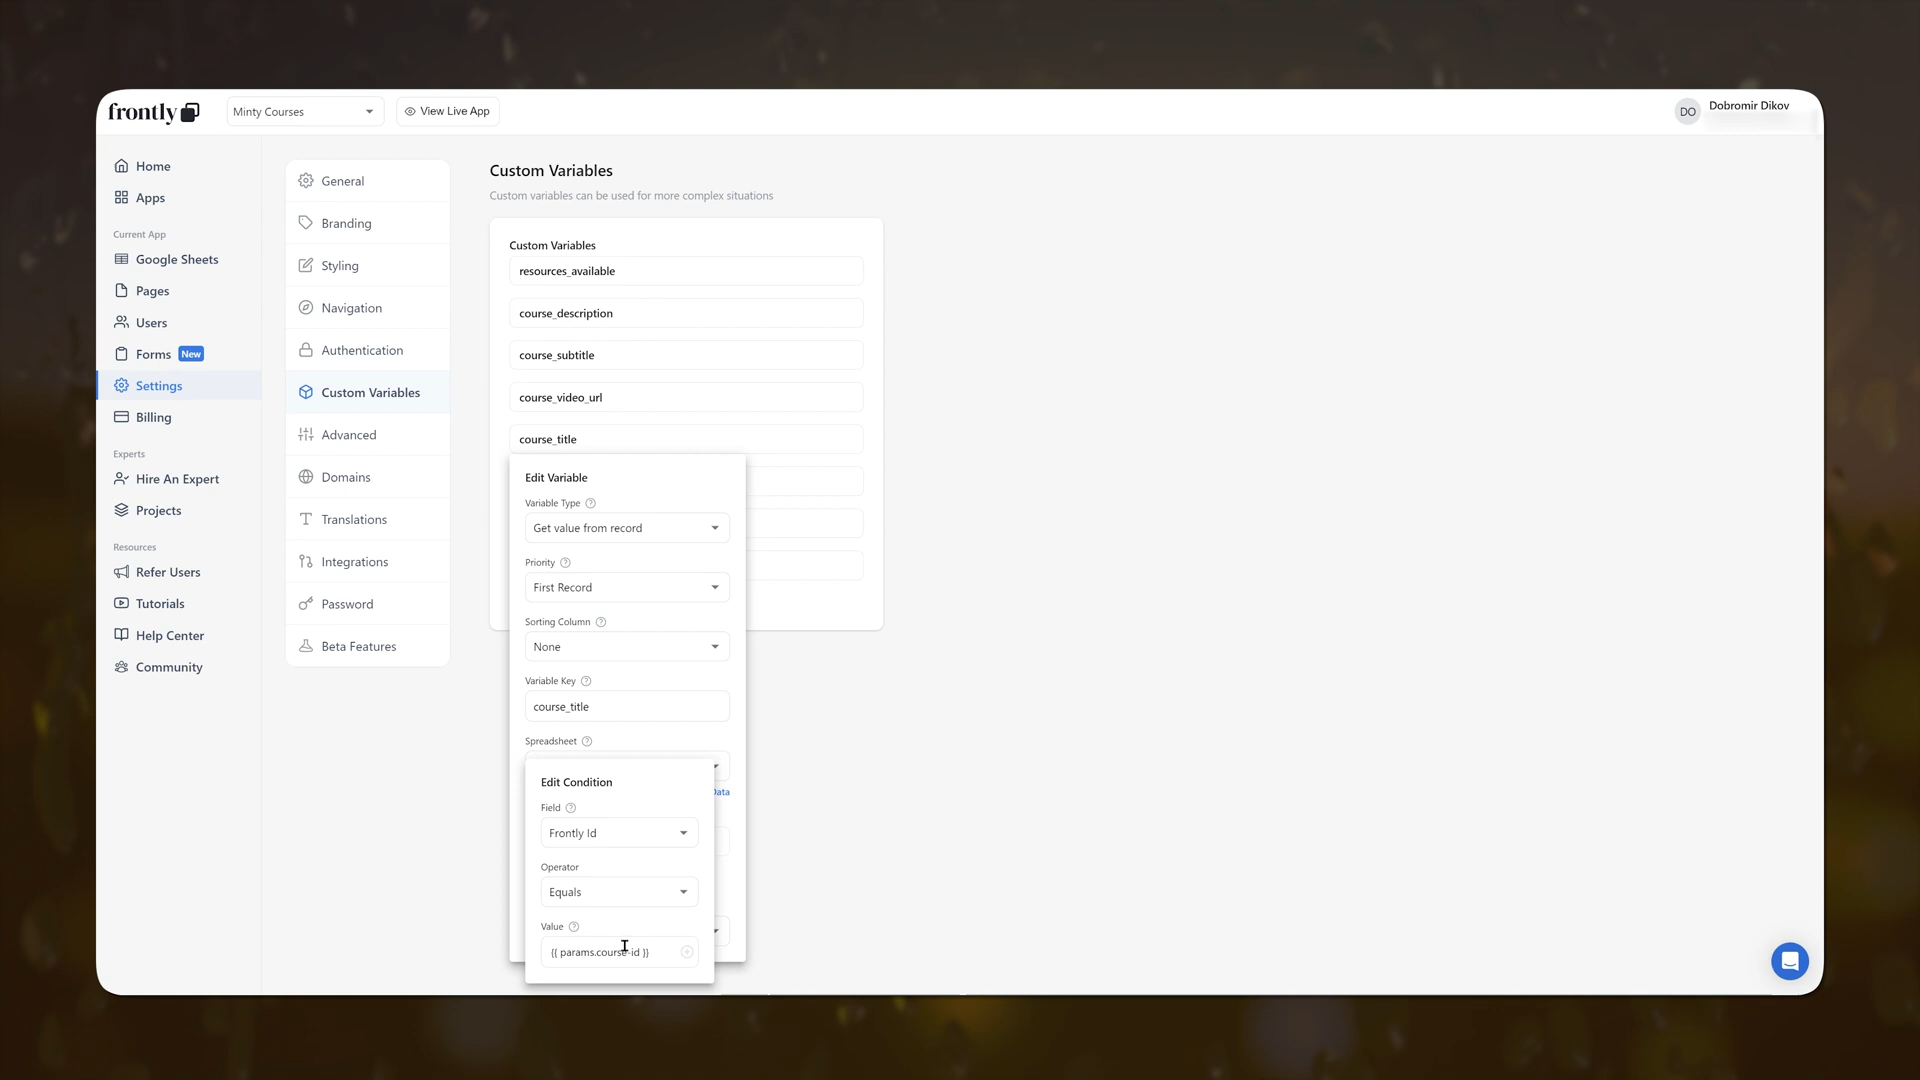 frontly
Minty Courses
View Live App
DO
Dobromir Dikov
Home
Apps
Current App
Google Sheets
Pages
Users
Forms New
Settings
Billing
Experts
Hire An Expert
Projects
Resources
Refer Users
Tutorials
Help Center
Community
General
Branding
Styling
Navigation
Authentication
Custom Variables
Advanced
Domains
Translations
Integrations
Password
Beta Features
Custom Variables
Custom variables can be used for more complex situations
Custom Variables
resources_available
course_description
course_subtitle
course_video_url
course_title
Edit Variable
Variable Type
Get value from record
Priority
First Record
Sorting Column
None
Variable Key
course_title
Spreadsheet
Data
Edit Condition
Field
Frontly Id
Operator
Equals
Value
{{ params.course-id }}